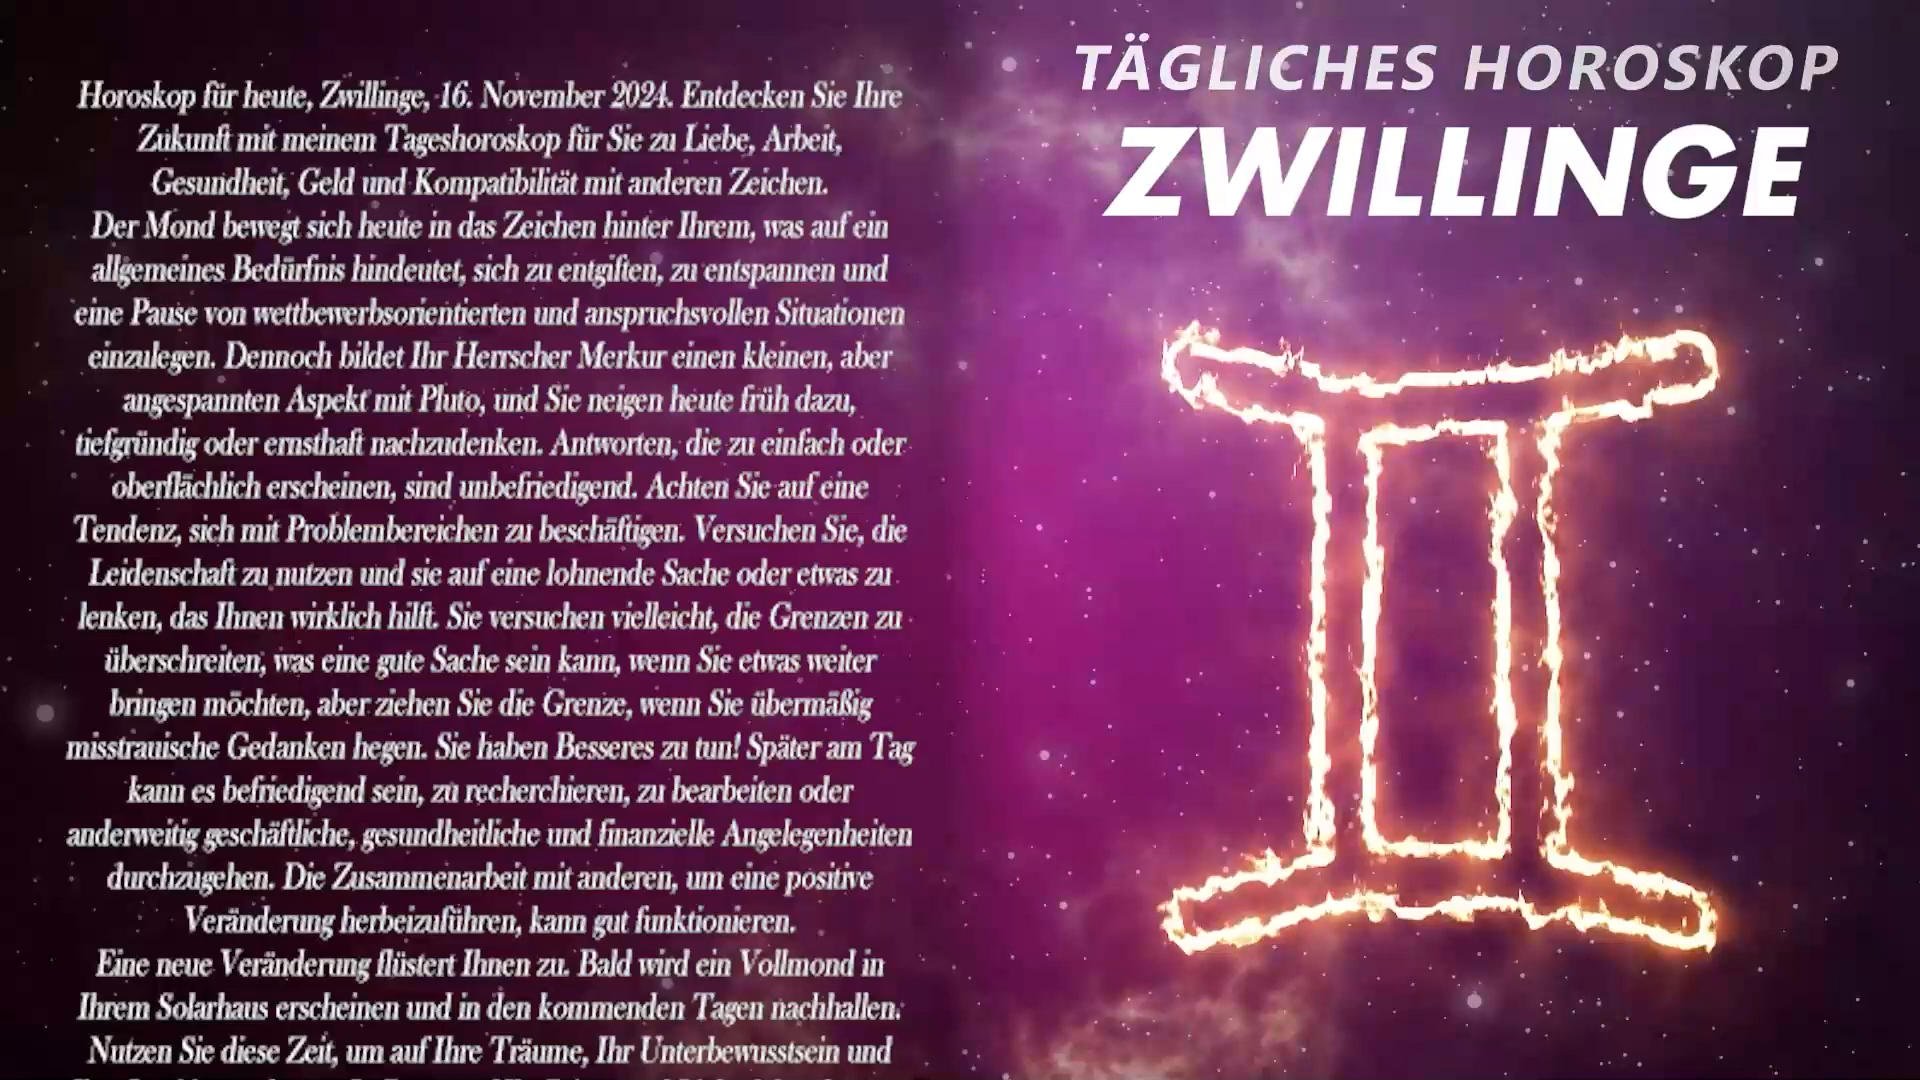 Horoskop für heute, Zwillinge, 16. November 2024. Entdecken Sie Ihre
Zukunft mit meinem Tageshoroskop für Sie zu Liebe, Arbeit,
Gesundheit, Geld und Kompatibilität mit anderen Zeichen.
Der Mond bewegt sich heute in das Zeichen hinter Ihrem, was auf ein
allgemeines Bedürfnis hindeutet, sich zu entgiften, zu entspannen und
eine Pause von wettbewerbsorientierten und anspruchsvollen Situationen
einzulegen. Dennoch bildet Ihr Herrscher Merkur einen kleinen, aber
angespannten Aspekt mit Pluto, und Sie neigen heute früh dazu,
tiefgründig oder ernsthaft nachzudenken. Antworten, die zu einfach oder
oberflächlich erscheinen, sind unbefriedigend. Achten Sie auf eine
Tendenz, sich mit Problembereichen zu beschäftigen. Versuchen Sie, die
Leidenschaft zu nutzen und sie auf eine lohnende Sache oder etwas zu
lenken, das Ihnen wirklich hilft. Sie versuchen vielleicht, die Grenzen zu
überschreiten, was eine gute Sache sein kann, wenn Sie etwas weiter
bringen möchten, aber ziehen Sie die Grenze, wenn Sie übermäßig
misstrauische Gedanken hegen. Sie haben Besseres zu tun! Später am Tag
kann es befriedigend sein, zu recherchieren, zu bearbeiten oder
anderweitig geschäftliche, gesundheitliche und finanzielle Angelegenheiten
durchzugehen. Die Zusammenarbeit mit anderen, um eine positive
Veränderung herbeizuführen, kann gut funktionieren.
Eine neue Veränderung flüstert Ihnen zu. Bald wird ein Vollmond in
Ihrem Solarhaus erscheinen und in den kommenden Tagen nachhallen.
Nutzen Sie diese Zeit, um auf Ihre Träume, Ihr Unterbewusstsein und
TÄGLICHES HOROSKOP
ZWILLINGE